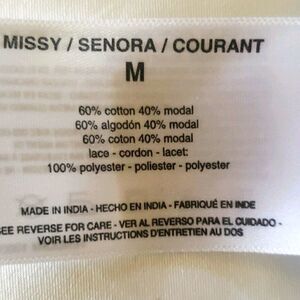 MISSY / SENORA / COURANT
M
60% cotton 40% modal
60% algodón 40% modal
60% coton 40% modal
lace - cordon - lacet:
100% polyester - poliester - polyester
MADE IN INDIA - HECHO EN INDIA - FABRIQUÉ EN INDE
SEE REVERSE FOR CARE - VER AL REVERSO PARA EL CUIDADO -
VOIR LES INSTRUCTIONS D'ENTRETIEN AU DOS